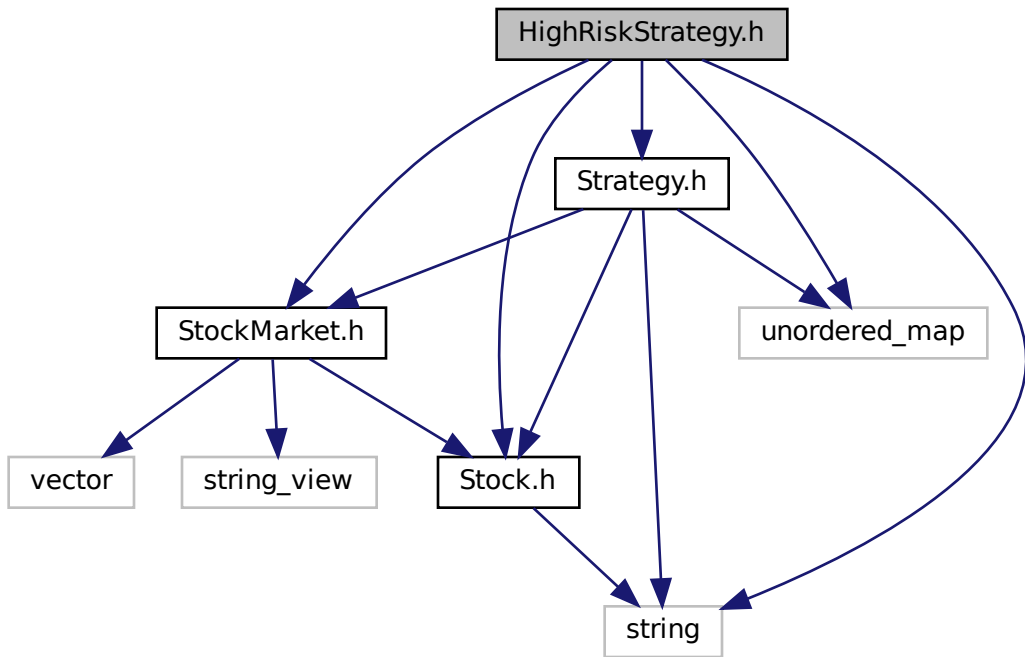 HighRiskStrategy.h
Strategy.h
StockMarket.h
unordered_map
vector
string_view
Stock.h
string